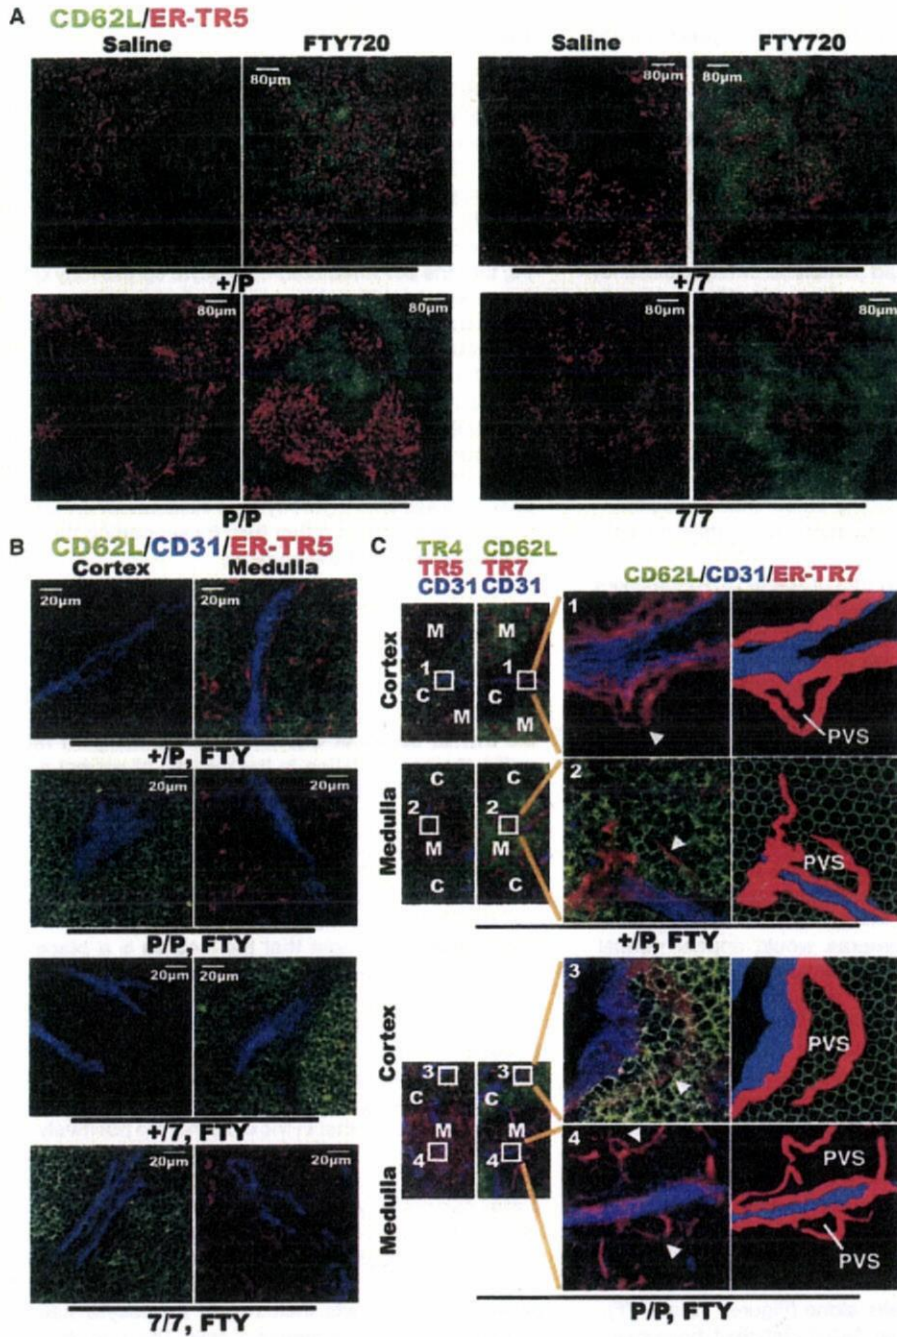 A CD62L/ER-TR5
Saline FTY720 Saline FTY720
80µm 80µm 80µm 80µm
+/P +/7
80µm 80µm 80µm 80µm
P/P 7/7
B CD62L/CD31/ER-TR5
Cortex Medulla
20µm 20µm
+/P, FTY
20µm 20µm
P/P, FTY
20µm 20µm
+/7, FTY
20µm 20µm
7/7, FTY
C TR4 CD62L
TR5 TR7
CD31 CD31
CD62L/CD31/ER-TR7
Cortex
M M
1 1
C C
M M
1
PVS
Medulla
C C
2 2
M M
C C
2
PVS
+/P, FTY
Cortex
3 3
C C
3
PVS
Medulla
M M
4 4
4
PVS
PVS
P/P, FTY